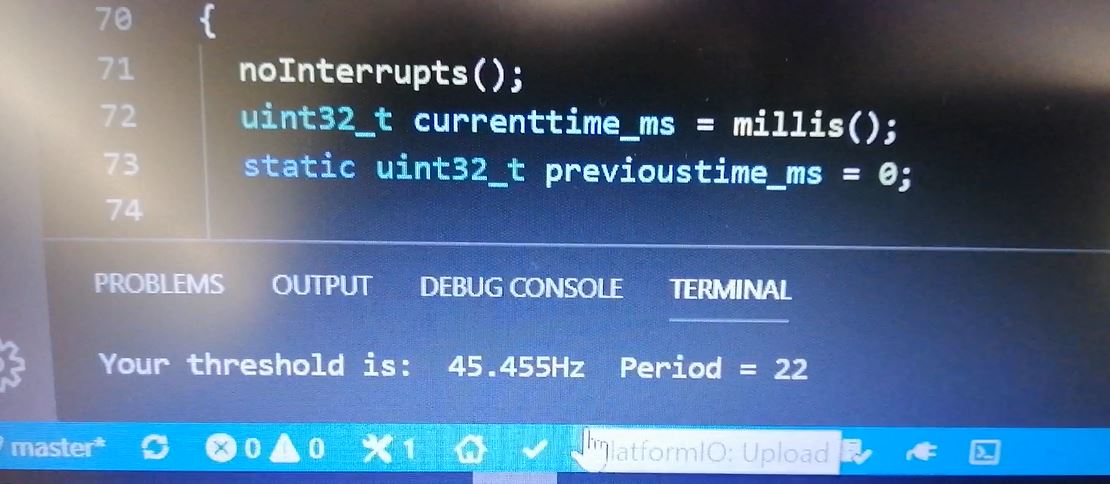 70 {
71 noInterrupts();
72 uint32_t currenttime_ms = millis();
73 static uint32_t previoustime_ms = 0;
74
PROBLEMS OUTPUT DEBUG CONSOLE TERMINAL
Your threshold is: 45.455Hz Period = 22
master* 0 0 1 latformIO: Upload